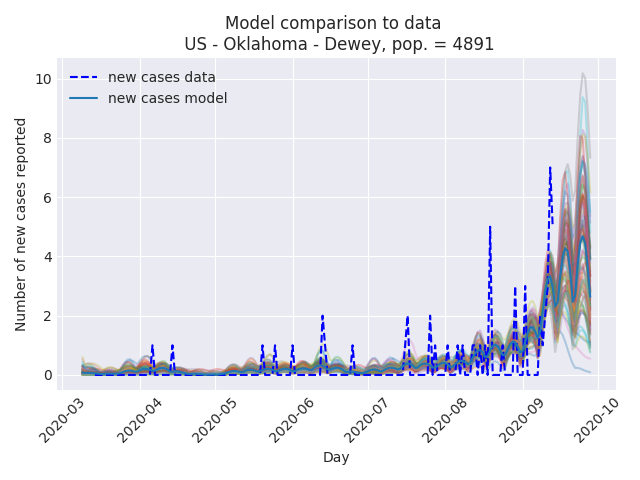 Model comparison to data
US - Oklahoma - Dewey, pop. = 4891
new cases data
new cases model
Number of new cases reported
10
8
6
4
2
0
2020-03
2020-04
2020-05
2020-06
2020-07
2020-08
2020-09
2020-10
Day